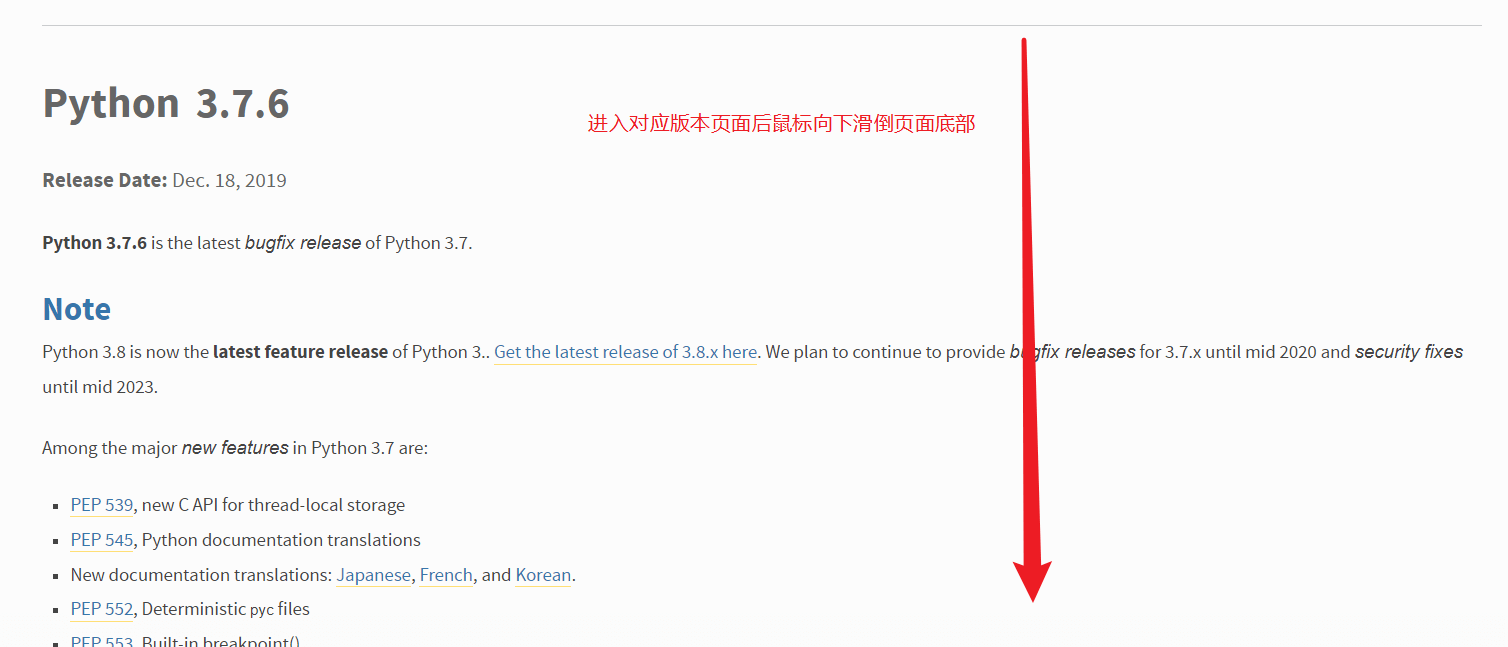 Python 3.7.6
进入对应版本页面后鼠标向下滑倒页面底部
Release Date: Dec. 18, 2019
Python 3.7.6 is the latest bugfix release of Python 3.7.
Note
Python 3.8 is now the latest feature release of Python 3.. Get the latest release of 3.8.x here. We plan to continue to provide bugfix releases for 3.7.x until mid 2020 and security fixes
until mid 2023.
Among the major new features in Python 3.7 are:
PEP 539, new C API for thread-local storage
PEP 545, Python documentation translations
New documentation translations: Japanese, French, and Korean.
PEP 552, Deterministic pyc files
PEP 553, Built-in breakpoint()